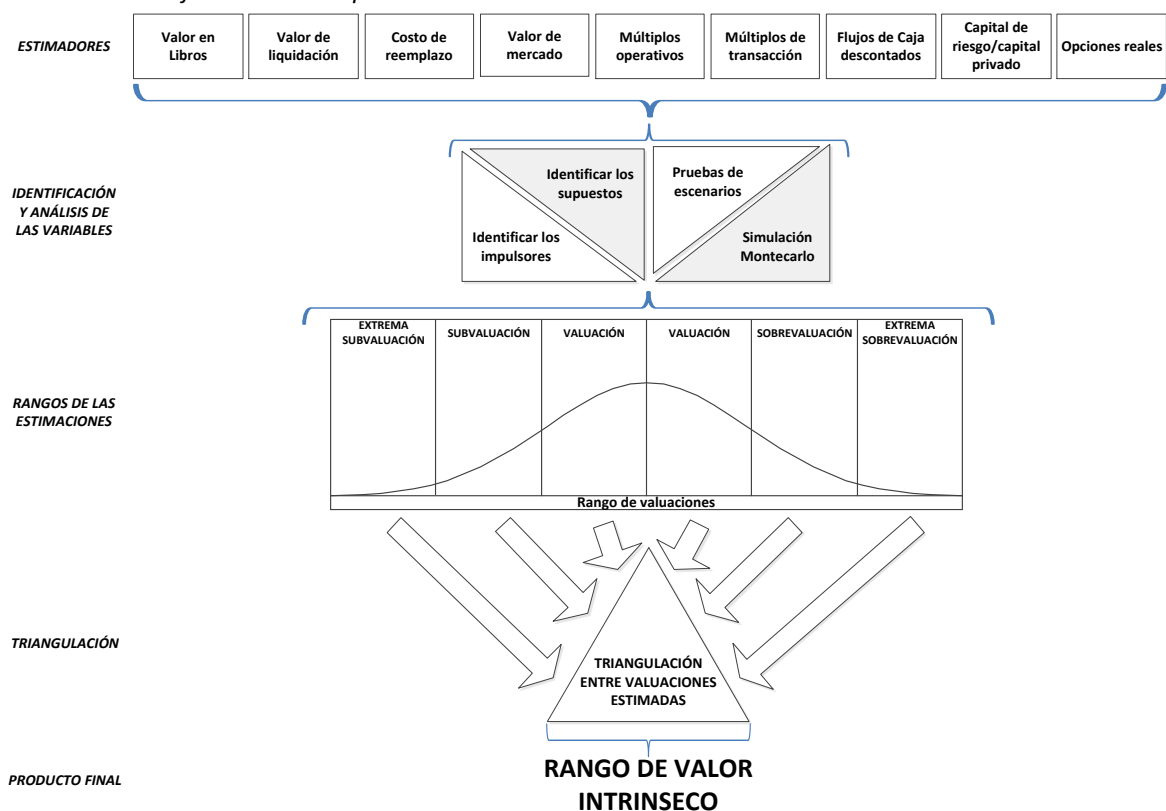 ESTIMADORES
Valor en
Libros
Valor de
liquidación
Costo de
reemplazo
Valor de
mercado
Múltiplos
operativos
Múltiplos de
transacción
Flujos de Caja
descontados
Capital de
riesgo/capital
privado
Opciones reales
IDENTIFICACIÓN
Y ANÁLISIS DE
LAS VARIABLES
Identificar los
supuestos
Identificar los
impulsores
Pruebas de
escenarios
Simulación
Montecarlo
RANGOS DE LAS
ESTIMACIONES
EXTREMA
SUBVALUACIÓN
SUBVALUACIÓN
VALUACIÓN
VALUACIÓN
SOBREVALUACIÓN
EXTREMA
SOBREVALUACIÓN
Rango de valuaciones
TRIANGULACIÓN
TRIANGULACIÓN
ENTRE VALUACIONES
ESTIMADAS
PRODUCTO FINAL
RANGO DE VALOR
INTRINSECO